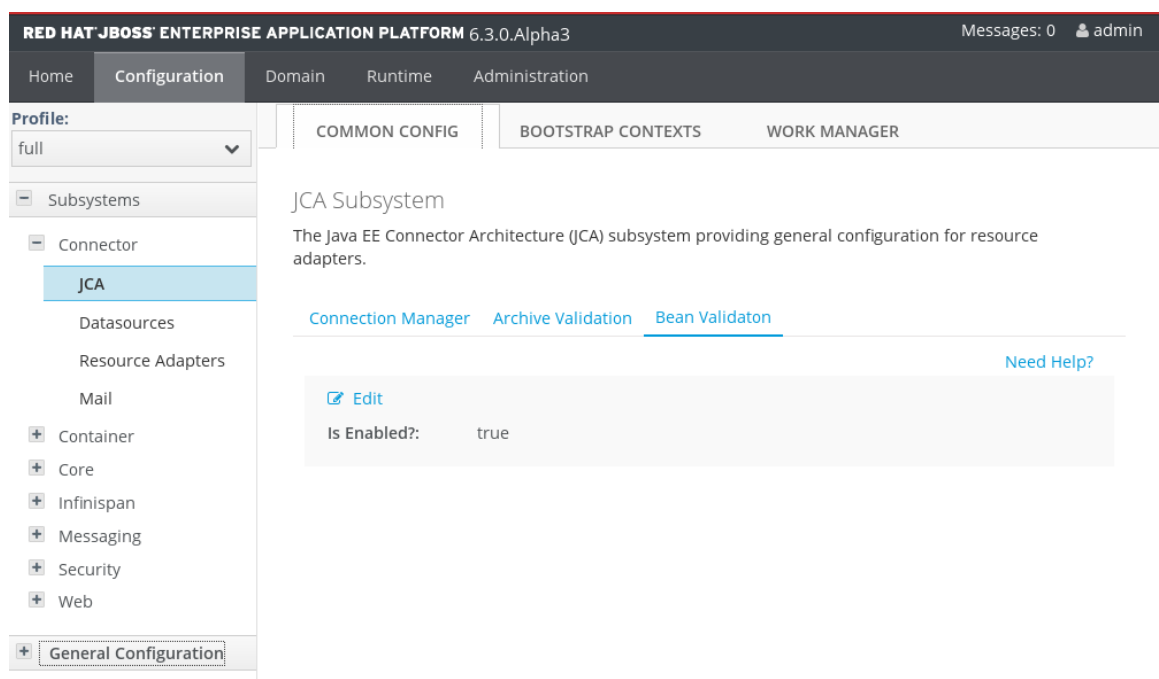 RED HAT JBOSS ENTERPRISE APPLICATION PLATFORM 6.3.0.Alpha3
Messages: 0 admin
Home Configuration Domain Runtime Administration
Profile:
full
Subsystems
Connector
JCA
Datasources
Resource Adapters
Mail
Container
Core
Infinispan
Messaging
Security
Web
General Configuration
COMMON CONFIG BOOTSTRAP CONTEXTS WORK MANAGER
JCA Subsystem
The Java EE Connector Architecture (JCA) subsystem providing general configuration for resource
adapters.
Connection Manager Archive Validation Bean Validaton
Need Help?
Edit
Is Enabled?: true